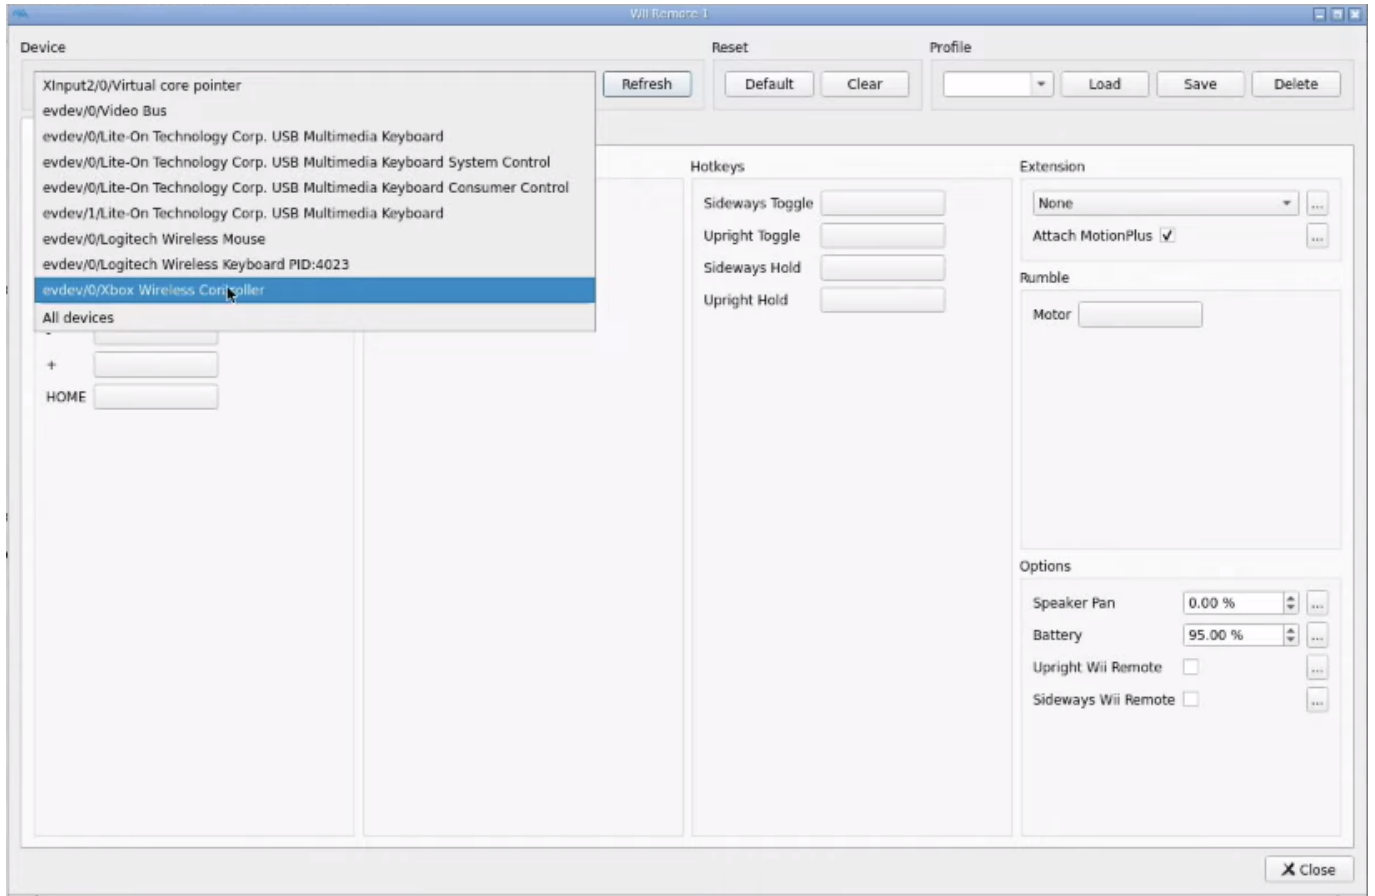 Wii Remote 1
Device
Reset
Profile
XInput2/0/Virtual core pointer
evdev/0/Video Bus
evdev/0/Lite-On Technology Corp. USB Multimedia Keyboard
evdev/0/Lite-On Technology Corp. USB Multimedia Keyboard System Control
evdev/0/Lite-On Technology Corp. USB Multimedia Keyboard Consumer Control
evdev/1/Lite-On Technology Corp. USB Multimedia Keyboard
evdev/0/Logitech Wireless Mouse
evdev/0/Logitech Wireless Keyboard PID:4023
evdev/0/Xbox Wireless Controller
All devices
Refresh
Default
Clear
Load
Save
Delete
-
+
HOME
Hotkeys
Sideways Toggle
Upright Toggle
Sideways Hold
Upright Hold
Extension
None
...
Attach MotionPlus
...
Rumble
Motor
Options
Speaker Pan 0.00 % ...
Battery 95.00 % ...
Upright Wii Remote ...
Sideways Wii Remote ...
Close